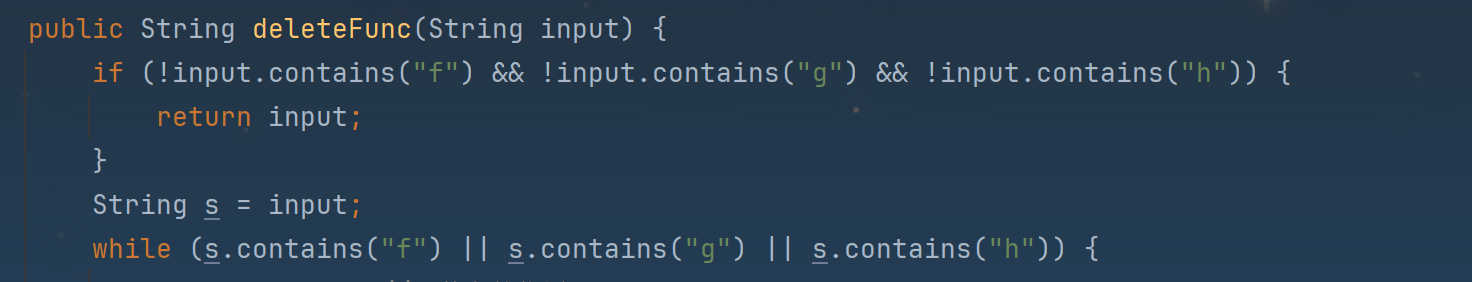 public String deleteFunc(String input) {
if (!input.contains("f") && !input.contains("g") && !input.contains("h")) {
return input;
}
String s = input;
while (s.contains("f") || s.contains("g") || s.contains("h")) {